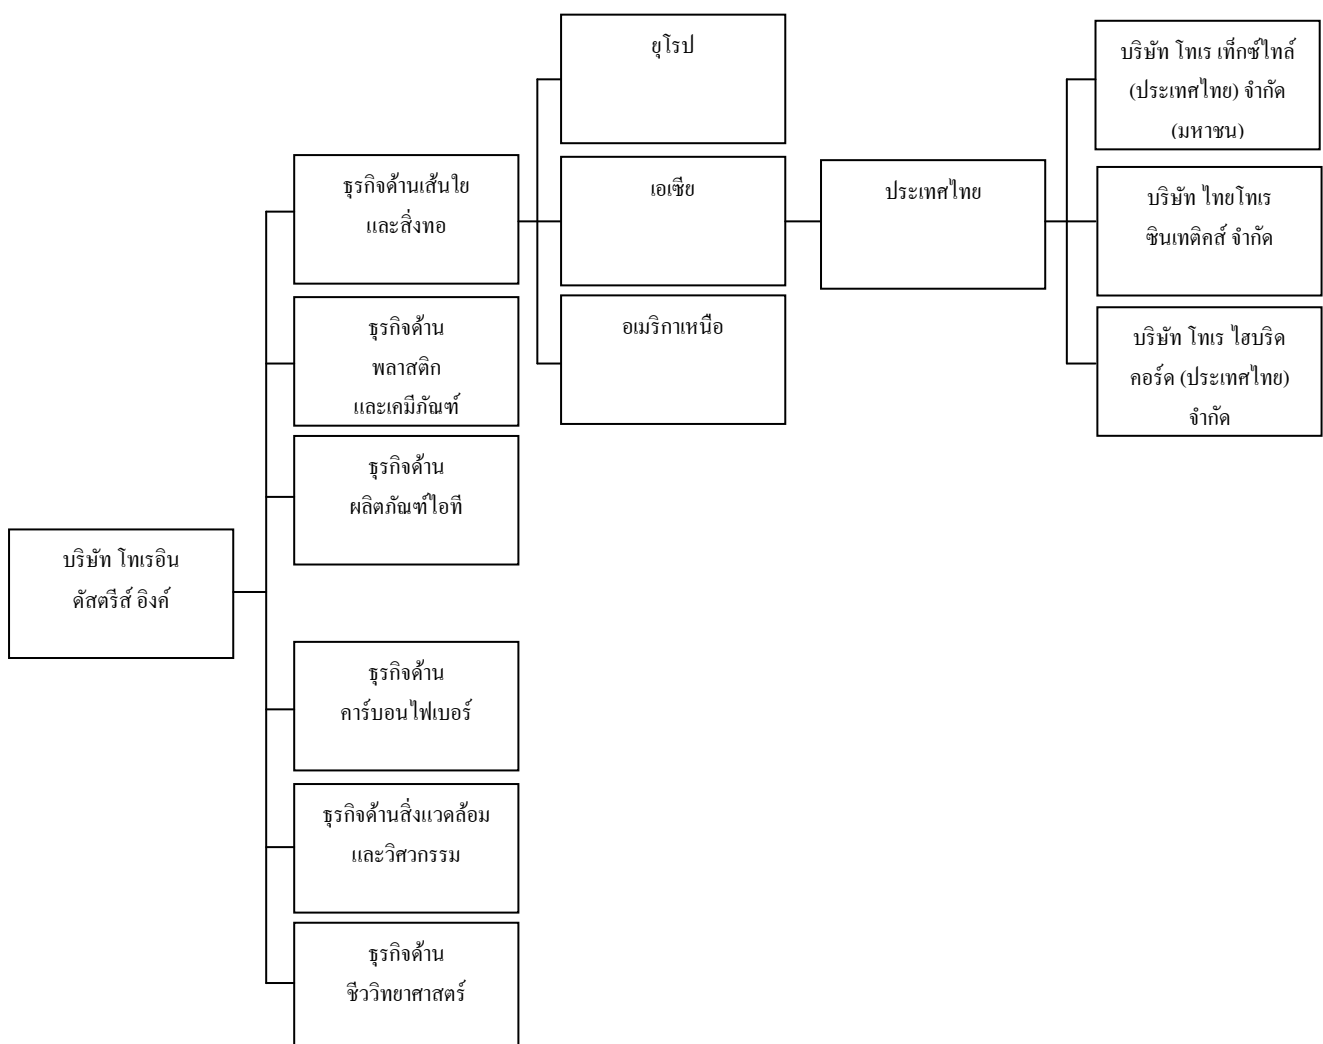 บริษัท โทเรอิน
ดัสตรีส์ อิงค์
ธุรกิจด้านเส้นใย
และสิ่งทอ
ธุรกิจด้าน
พลาสติก
และเคมีภัณฑ์
ธุรกิจด้าน
ผลิตภัณฑ์ไอที
ธุรกิจด้าน
คาร์บอนไฟเบอร์
ธุรกิจด้านสิ่งแวดล้อม
และวิศวกรรม
ธุรกิจด้าน
ชีววิทยาศาสตร์
ยุโรป
เอเชีย
อเมริกาเหนือ
ประเทศไทย
บริษัท โทเร เท็กซ์ไทล์
(ประเทศไทย) จำกัด
(มหาชน)
บริษัท ไทยโทเร
ซินเทติคส์ จำกัด
บริษัท โทเร ไฮบริด
คอร์ด (ประเทศไทย)
จำกัด